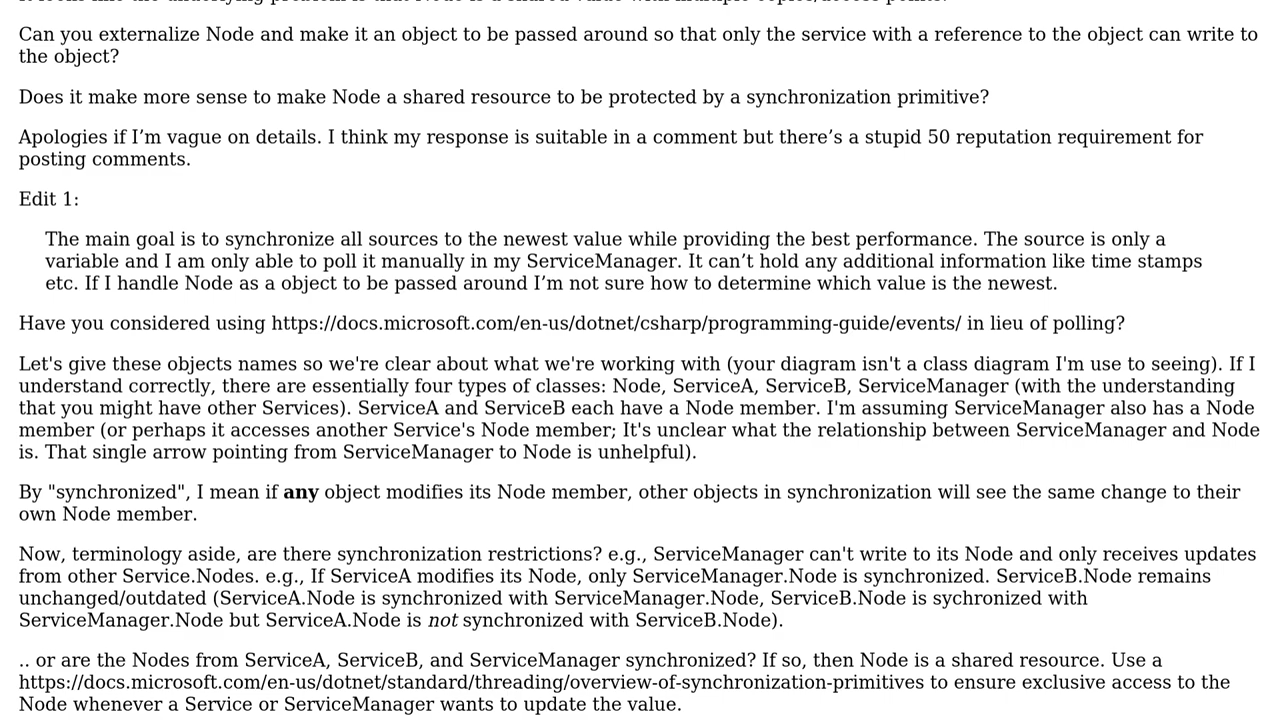 Can you externalize Node and make it an object to be passed around so that only the service with a reference to the object can write to
the object?
Does it make more sense to make Node a shared resource to be protected by a synchronization primitive?
Apologies if I’m vague on details. I think my response is suitable in a comment but there’s a stupid 50 reputation requirement for
posting comments.
Edit 1:
The main goal is to synchronize all sources to the newest value while providing the best performance. The source is only a
variable and I am only able to poll it manually in my ServiceManager. It can’t hold any additional information like time stamps
etc. If I handle Node as a object to be passed around I’m not sure how to determine which value is the newest.
Have you considered using https://docs.microsoft.com/en-us/dotnet/csharp/programming-guide/events/ in lieu of polling?
Let's give these objects names so we're clear about what we're working with (your diagram isn't a class diagram I'm use to seeing). If I
understand correctly, there are essentially four types of classes: Node, ServiceA, ServiceB, ServiceManager (with the understanding
that you might have other Services). ServiceA and ServiceB each have a Node member. I'm assuming ServiceManager also has a Node
member (or perhaps it accesses another Service's Node member; It's unclear what the relationship between ServiceManager and Node
is. That single arrow pointing from ServiceManager to Node is unhelpful).
By "synchronized", I mean if any object modifies its Node member, other objects in synchronization will see the same change to their
own Node member.
Now, terminology aside, are there synchronization restrictions? e.g., ServiceManager can't write to its Node and only receives updates
from other Service.Nodes. e.g., If ServiceA modifies its Node, only ServiceManager.Node is synchronized. ServiceB.Node remains
unchanged/outdated (ServiceA.Node is synchronized with ServiceManager.Node, ServiceB.Node is sychronized with
ServiceManager.Node but ServiceA.Node is not synchronized with ServiceB.Node).
.. or are the Nodes from ServiceA, ServiceB, and ServiceManager synchronized? If so, then Node is a shared resource. Use a
https://docs.microsoft.com/en-us/dotnet/standard/threading/overview-of-synchronization-primitives to ensure exclusive access to the
Node whenever a Service or ServiceManager wants to update the value.